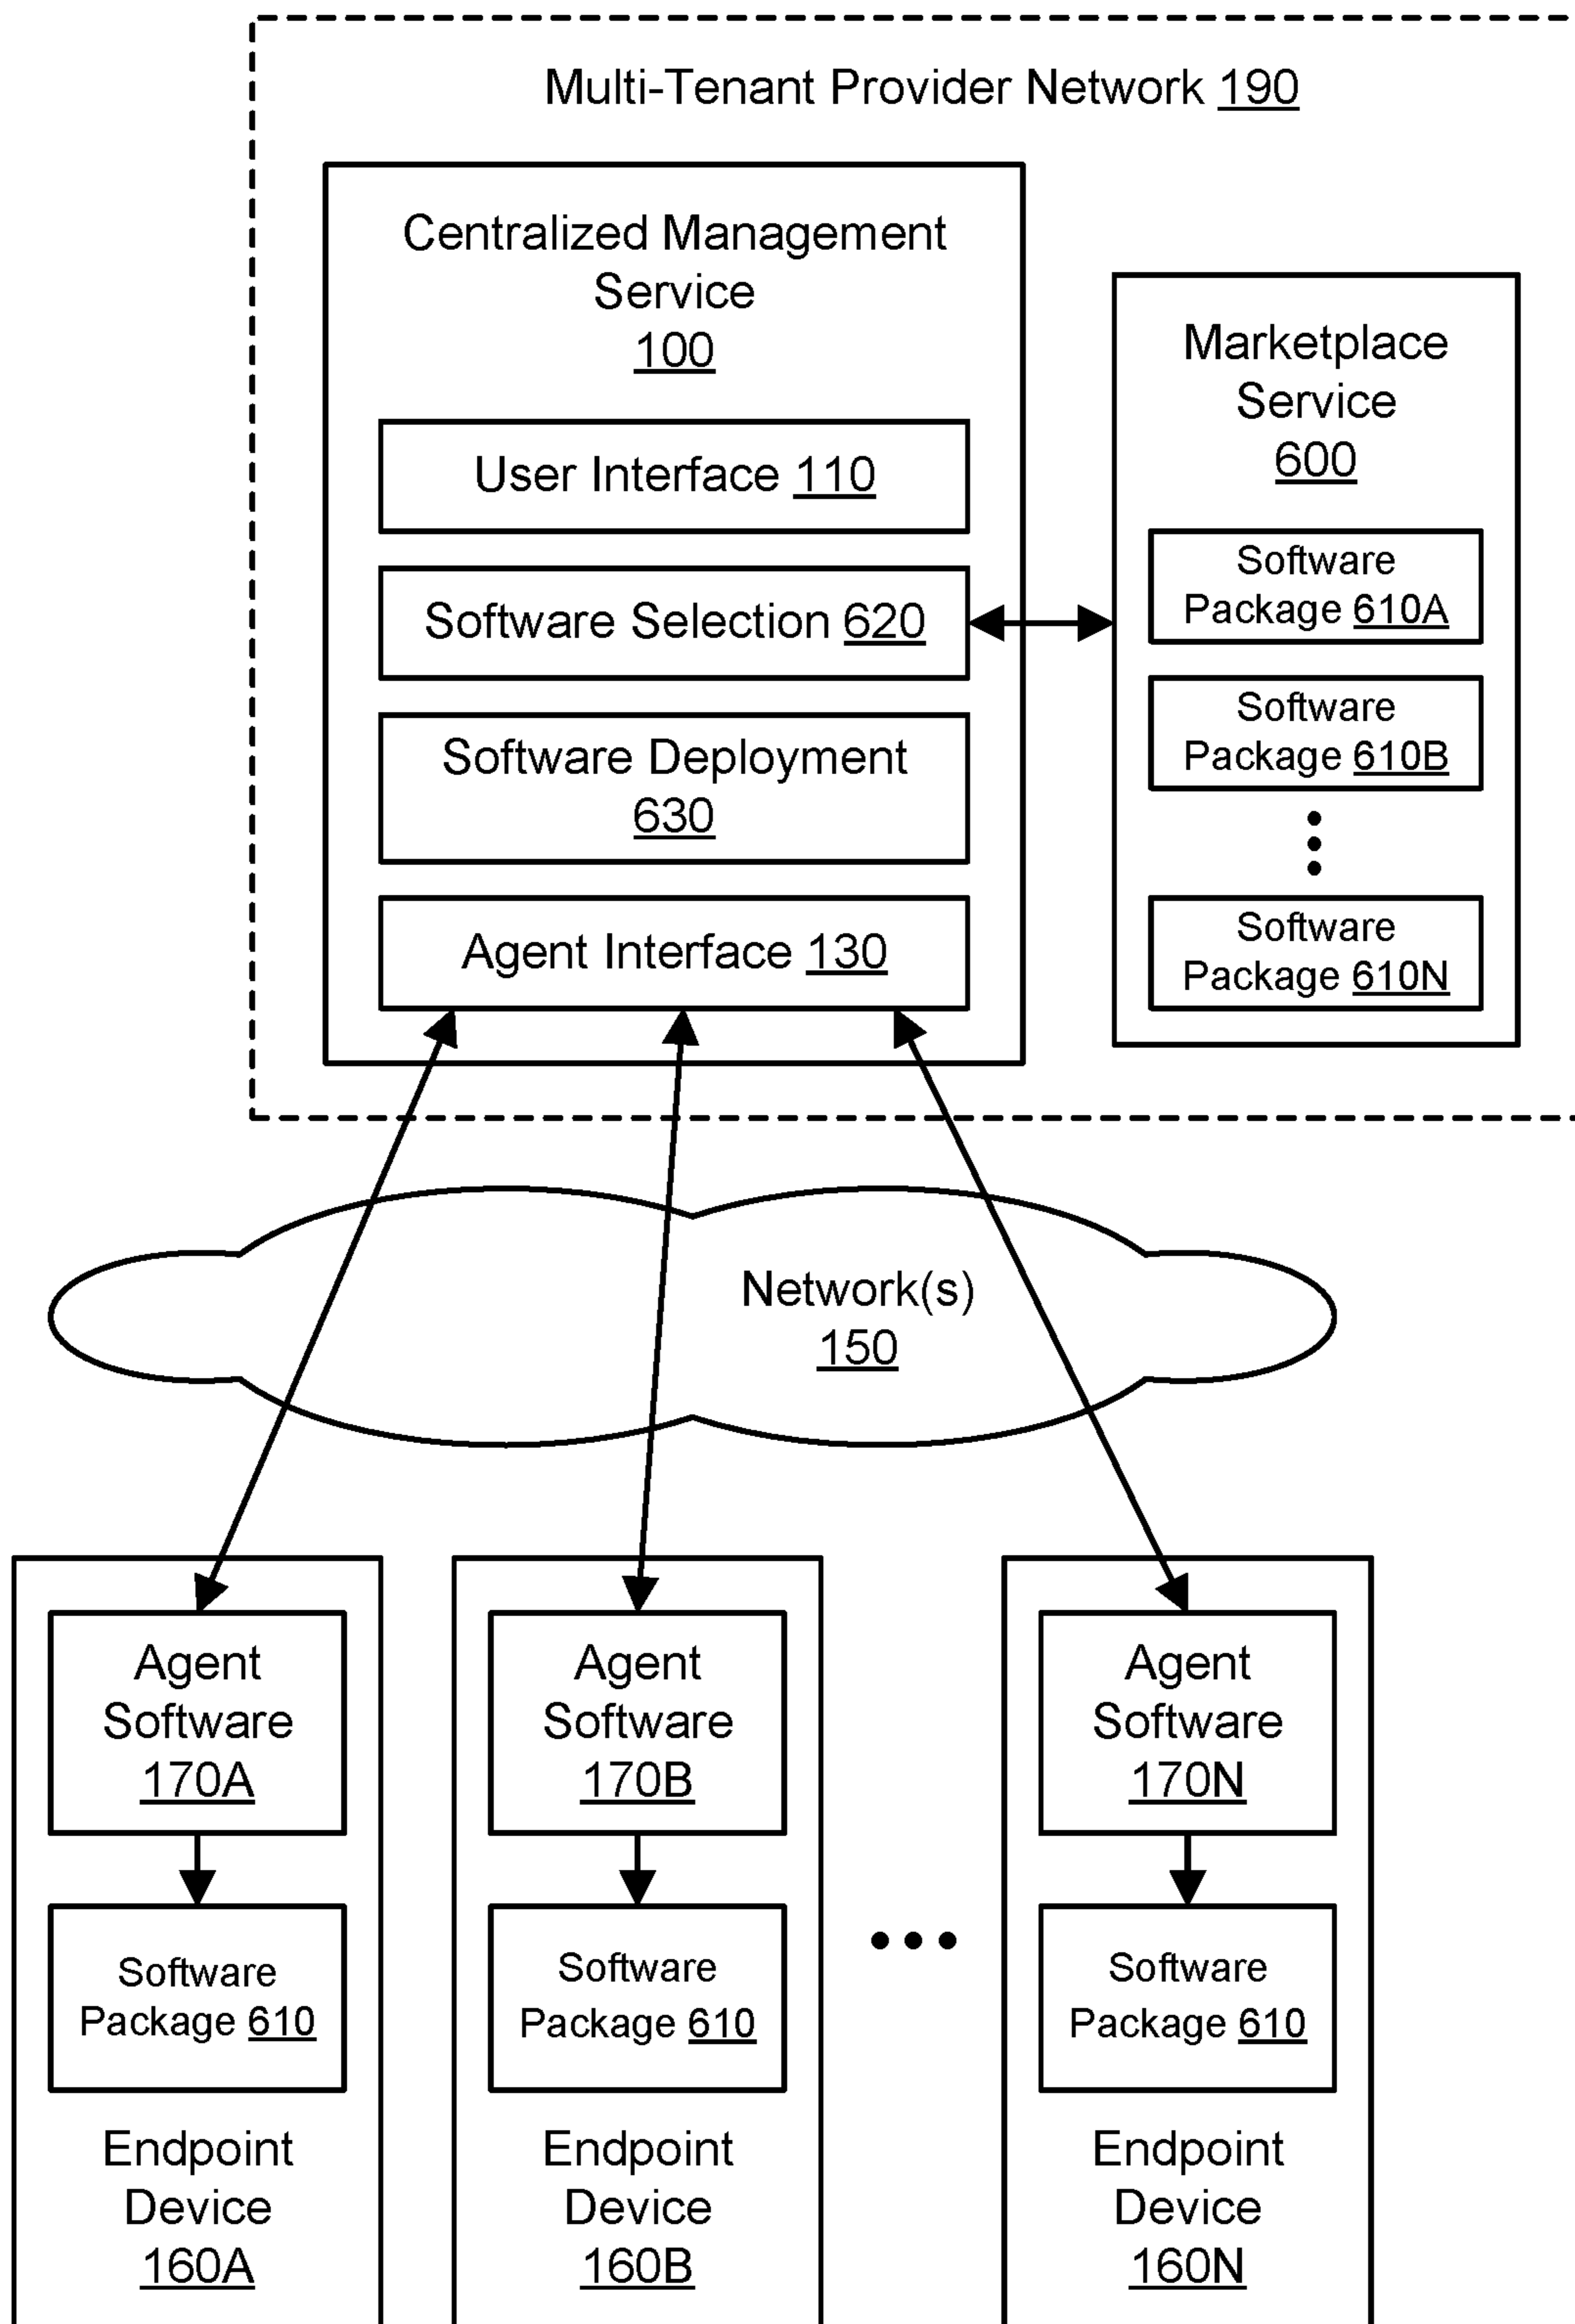 Multi-Tenant Provider Network 190
Centralized Management
Service
100
User Interface 110
Software Selection 620
Software Deployment
630
Agent Interface 130
Marketplace
Service
600
Software
Package 610A
Software
Package 610B
Software
Package 610N
Network(s)
150
Agent
Software
170A
Software
Package 610
Endpoint
Device
160A
Agent
Software
170B
Software
Package 610
Endpoint
Device
160B
Agent
Software
170N
Software
Package 610
Endpoint
Device
160N